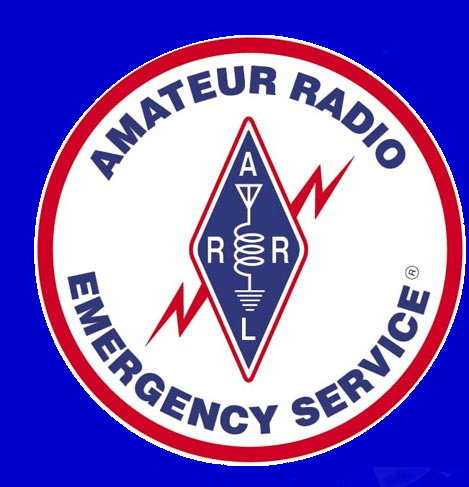 AMATEUR RADIO
A
R R
L
EMERGENCY SERVICE ®